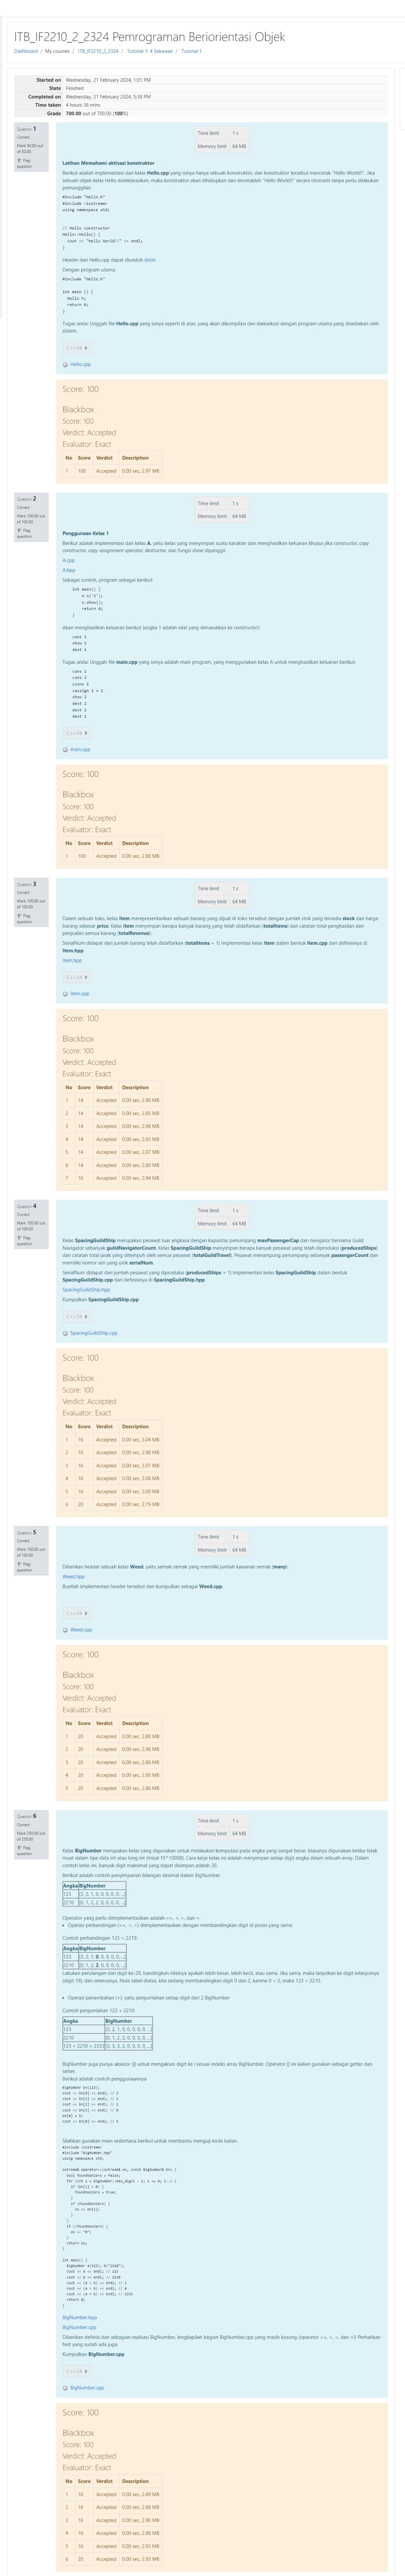 ITB_IF2210_2_2324 Pemrograman Beriorientasi Objek
Dashboard / My courses / ITB_IF2210_2_2324 / Tutorial 1: 4 Sekawan / Tutorial 1
Started on Wednesday, 21 February 2024, 1:01 PM
State Finished
Completed on Wednesday, 21 February 2024, 5:38 PM
Time taken 4 hours 36 mins
Grade 700.00 out of 700.00 (100%)
Question 1
Correct
Mark 50.00 out of 50.00
Flag question
Time limit 1 s
Memory limit 64 MB
Latihan Memahami aktivasi konstruktor
Berikut adalah implementasi dari kelas Hello.cpp yang isinya hanya sebuah konstruktor, dan konstruktor tersebut mencetak "Hello World!!". Jika
sebuah objek kelas Hello dideklarasikan, maka konstruktor akan dihidupkan dan tercetaklah "Hello World!!" secara otomatis tanpa perlu dilakukan
pemanggilan
#include "Hello.h"
#include <iostream>
using namespace std;
// Hello constructor
Hello::Hello() {
cout << "Hello World!!" << endl;
}
Header dari Hello.cpp dapat diunduh disini
Dengan program utama:
#include "Hello.h"
int main () {
Hello h;
return 0;
}
Tugas anda: Unggah file Hello.cpp yang isinya seperti di atas, yang akan dikompilasi dan dieksekusi dengan program utama yang disediakan oleh
sistem.
C++14
Hello.cpp
Score: 100
Blackbox
Score: 100
Verdict: Accepted
Evaluator: Exact
No Score Verdict Description
1 100 Accepted 0.00 sec, 2.97 MB
Question 2
Correct
Mark 100.00 out of 100.00
Flag question
Time limit 1 s
Memory limit 64 MB
Penggunaan Kelas 1
Berikut adalah implementasi dari kelas A, yaitu kelas yang menyimpan suatu karakter dan menghasilkan keluaran khusus jika constructor, copy
constructor, copy assignment operator, destructor, dan fungsi show dipanggil.
A.cpp
A.hpp
Sebagai contoh, program sebagai berikut
int main() {
A o('1');
o.show();
return 0;
}
Akan menghasilkan keluaran berikut (angka 1 adalah nilai yang dimasukkan ke constructor):
cons 1
show 1
dest 1
Tugas anda: Unggah file main.cpp yang isinya adalah main program, yang menggunakan kelas A untuk menghasilkan keluaran berikut:
cons 1
cons 2
ccons 1
cassign 1 = 2
show 2
dest 2
dest 2
dest 2
C++14
main.cpp
Score: 100
Blackbox
Score: 100
Verdict: Accepted
Evaluator: Exact
No Score Verdict Description
1 100 Accepted 0.00 sec, 2.88 MB
Question 3
Correct
Mark 100.00 out of 100.00
Flag question
Time limit 1 s
Memory limit 64 MB
Dalam sebuah toko, kelas Item merepresentasikan sebuah barang yang dijual di toko tersebut dengan jumlah stok yang tersedia stock dan harga
barang sebesar price. Kelas Item menyimpan berapa banyak barang yang telah didaftarkan (totalItems) dan catatan total penghasilan dari
penjualan semua barang (totalRevenue).
SerialNum didapat dari jumlah barang telah didaftarkan (totalItems + 1) Implementasi kelas Item dalam bentuk Item.cpp dari definisinya di
Item.hpp
Item.hpp
C++14
Item.cpp
Score: 100
Blackbox
Score: 100
Verdict: Accepted
Evaluator: Exact
No Score Verdict Description
1 14 Accepted 0.00 sec, 2.90 MB
2 14 Accepted 0.00 sec, 2.95 MB
3 14 Accepted 0.00 sec, 2.96 MB
4 14 Accepted 0.00 sec, 2.93 MB
5 14 Accepted 0.00 sec, 2.87 MB
6 14 Accepted 0.00 sec, 2.80 MB
7 16 Accepted 0.00 sec, 2.94 MB
Question 4
Correct
Mark 100.00 out of 100.00
Flag question
Time limit 1 s
Memory limit 64 MB
Kelas SpacingGuildShip merupakan pesawat luar angkasa dengan kapasitas penumpang maxPassengerCap dan navigator bernama Guild
Navigator sebanyak guildNavigatorCount. Kelas SpacingGuildShip menyimpan berapa banyak pesawat yang telah diproduksi (producedShips)
dan catatan total jarak yang ditempuh oleh semua pesawat (totalGuildTravel). Pesawat menampung penumpang sebanyak passengerCount dan
memiliki nomor seri yang unik serialNum.
SerialNum didapat dari jumlah pesawat yang diproduksi (producedShips + 1) Implementasi kelas SpacingGuildShip dalam bentuk
SpacingGuildShip.cpp dari definisinya di SpacingGuildShip.hpp
SpacingGuildShip.hpp
Kumpulkan SpacingGuildShip.cpp
C++14
SpacingGuildShip.cpp
Score: 100
Blackbox
Score: 100
Verdict: Accepted
Evaluator: Exact
No Score Verdict Description
1 16 Accepted 0.00 sec, 3.04 MB
2 16 Accepted 0.00 sec, 2.98 MB
3 16 Accepted 0.00 sec, 3.07 MB
4 16 Accepted 0.00 sec, 3.08 MB
5 16 Accepted 0.00 sec, 3.00 MB
6 20 Accepted 0.00 sec, 2.79 MB
Question 5
Correct
Mark 100.00 out of 100.00
Flag question
Time limit 1 s
Memory limit 64 MB
Diberikan header sebuah kelas Weed, yaitu semak-semak yang memiliki jumlah kawanan semak (many)
Weed.hpp
Buatlah implementasi header tersebut dan kumpulkan sebagai Weed.cpp.
C++14
Weed.cpp
Score: 100
Blackbox
Score: 100
Verdict: Accepted
Evaluator: Exact
No Score Verdict Description
1 20 Accepted 0.00 sec, 2.80 MB
2 20 Accepted 0.00 sec, 2.96 MB
3 20 Accepted 0.00 sec, 2.86 MB
4 20 Accepted 0.00 sec, 2.95 MB
5 20 Accepted 0.00 sec, 2.86 MB
Question 6
Correct
Mark 250.00 out of 250.00
Flag question
Time limit 1 s
Memory limit 64 MB
Kelas BigNumber merupakan kelas yang digunakan untuk melakukan komputasi pada angka yang sangat besar, biasanya digunakan ketika tidak
muat dalam tipe data int atau long int (misal 10^10000). Cara kerja kelas ini adalah menyimpan setiap digit angka dalam sebuah array. Dalam
contoh kelas ini, banyak digit maksimal yang dapat disimpan adalah 20.
Berikut adalah contoh penyimpanan bilangan desimal dalam BigNumber.
Angka BigNumber
123 [3, 2, 1, 0, 0, 0, 0, 0, ...]
2210 [0, 1, 2, 2, 0, 0, 0, 0, ...]
Operator yang perlu diimplementasikan adalah ==, <, >, dan +.
• Operasi perbandingan (==, <, >) diimplementasikan dengan membandingkan digit di posisi yang sama:
Contoh perbandingan 123 < 2210:
Angka BigNumber
123 [3, 2, 1, 0, 0, 0, 0, 0, ...]
2210 [0, 1, 2, 2, 0, 0, 0, 0, ...]
Lakukan perulangan dari digit ke-20, bandingkan nilainya apakah lebih besar, lebih kecil, atau sama. Jika sama, maka lanjutkan ke digit selanjutnya
(digit 19), dan seterusnya. Pada tabel diatas, kita sedang membandingkan digit 0 dan 2, karena 0 < 2, maka 123 < 2210.
• Operasi penambahan (+), yaitu penjumlahan setiap digit dari 2 BigNumber
Contoh penjumlahan 123 + 2210:
Angka BigNumber
123 [3, 2, 1, 0, 0, 0, 0, 0, ...]
2210 [0, 1, 2, 2, 0, 0, 0, 0, ...]
123 + 2210 = 2333 [3, 3, 3, 2, 0, 0, 0, 0, ...]
BigNumber juga punya aksesor [i] untuk mengakses digit ke i sesuai indeks array BigNumber. Operator [] ini kalian gunakan sebagai getter dan
setter.
Berikut adalah contoh penggunaannya
BigNumber bn(123);
cout << bn[0] << endl; // 3
cout << bn[1] << endl; // 2
cout << bn[2] << endl; // 1
cout << bn[3] << endl; // 0
bn[0] = 5;
cout << bn[0] << endl; // 5
Silahkan gunakan main sederhana berikut untuk membantu menguji kode kalian.
#include <iostream>
#include "BigNumber.hpp"
using namespace std;
ostream& operator<<(ostream& os, const BigNumber& bn) {
bool foundNonZero = false;
for (int i = BigNumber::max_digit - 1; i >= 0; i--) {
if (bn[i] > 0) {
foundNonZero = true;
}
if (foundNonZero) {
os << bn[i];
}
}
if (!foundNonZero) {
os << "0";
}
return os;
}
int main() {
BigNumber a(123), b("2210");
cout << a << endl; // 123
cout << b << endl; // 2210
cout << (a < b) << endl; // 1
cout << (a > b) << endl; // 0
cout << (a + b) << endl; // 2333
return 0;
}
BigNumber.hpp
BigNumber.cpp
Diberikan definisi dan sebagian realisasi BigNumber, lengkapilah bagian BigNumber.cpp yang masih kosong (operator ==, <, >, dan +)! Perhatikan
hint yang sudah ada juga.
Kumpulkan BigNumber.cpp
C++14
BigNumber.cpp
Score: 100
Blackbox
Score: 100
Verdict: Accepted
Evaluator: Exact
No Score Verdict Description
1 16 Accepted 0.00 sec, 2.89 MB
2 16 Accepted 0.00 sec, 2.88 MB
3 16 Accepted 0.00 sec, 2.96 MB
4 16 Accepted 0.00 sec, 2.88 MB
5 16 Accepted 0.00 sec, 2.92 MB
6 20 Accepted 0.00 sec, 2.93 MB